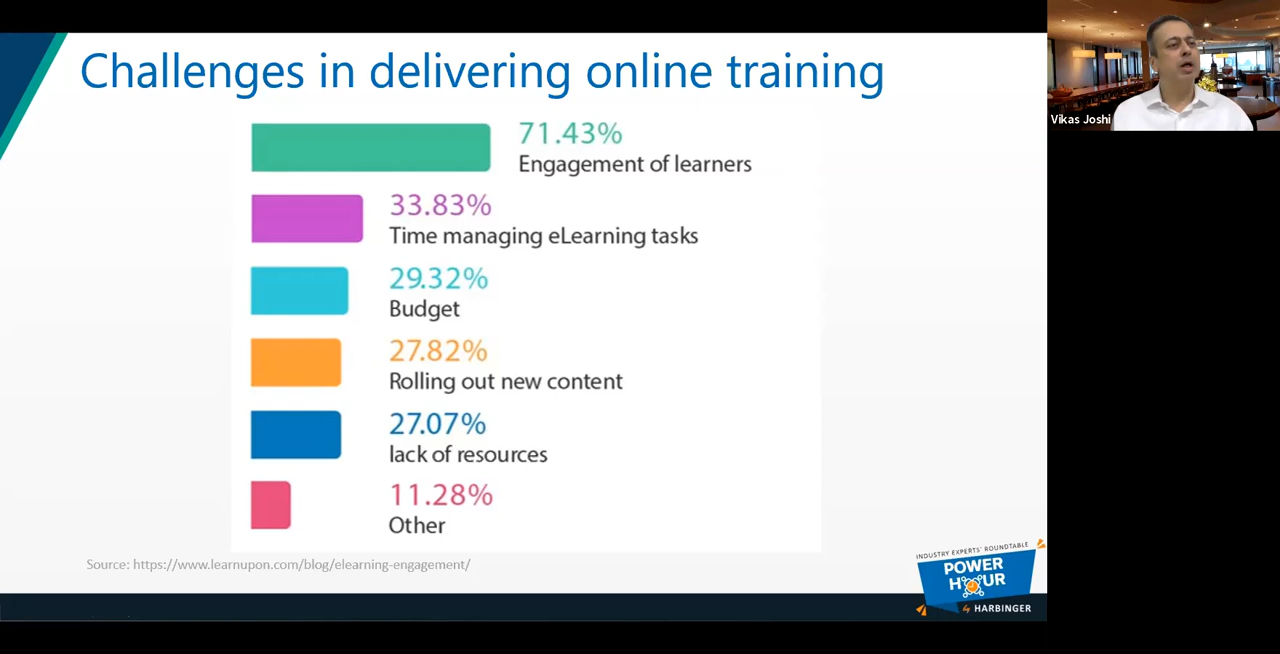 Challenges in delivering online training
71.43%
Engagement of learners
33.83%
Time managing eLearning tasks
29.32%
Budget
27.82%
Rolling out new content
27.07%
lack of resources
11.28%
Other
Source: https://www.learnupon.com/blog/elearning-engagement/
INDUSTRY EXPERTS' ROUNDTABLE
POWER
HOUR
by HARBINGER
Vikas Joshi